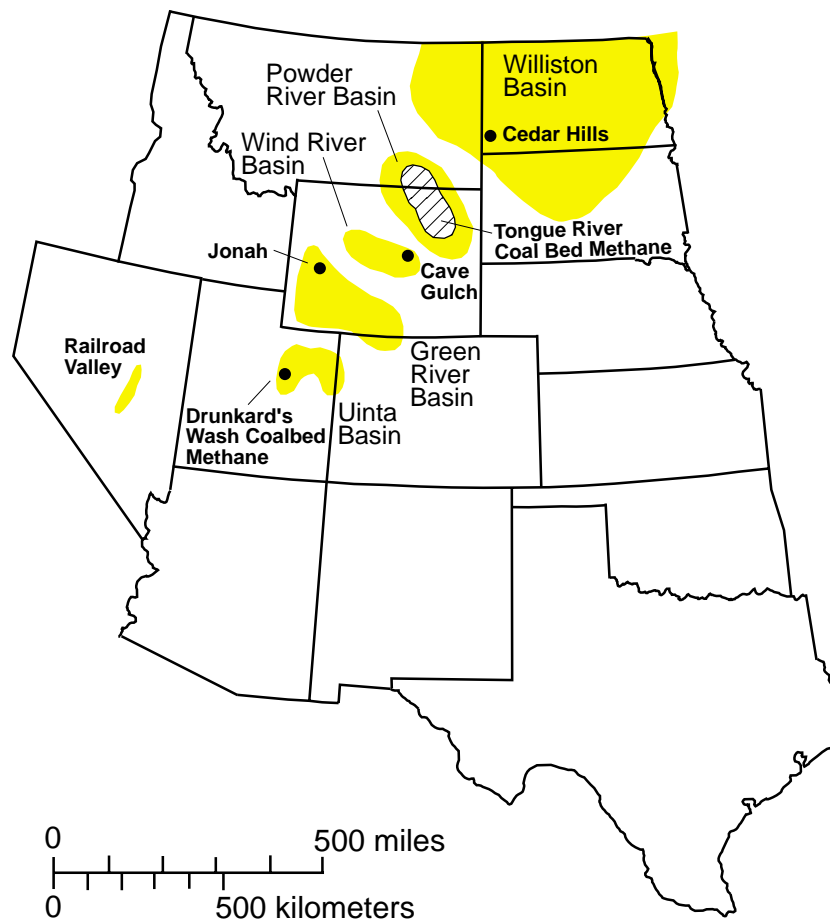 Williston
Basin
Powder
River Basin
Cedar Hills
Wind River
Basin
Tongue River
Coal Bed Methane
Jonah
Cave
Gulch
Railroad
Valley
Green
River
Basin
Drunkard's
Wash Coalbed
Methane
Uinta
Basin
0
500 miles
0
500 kilometers